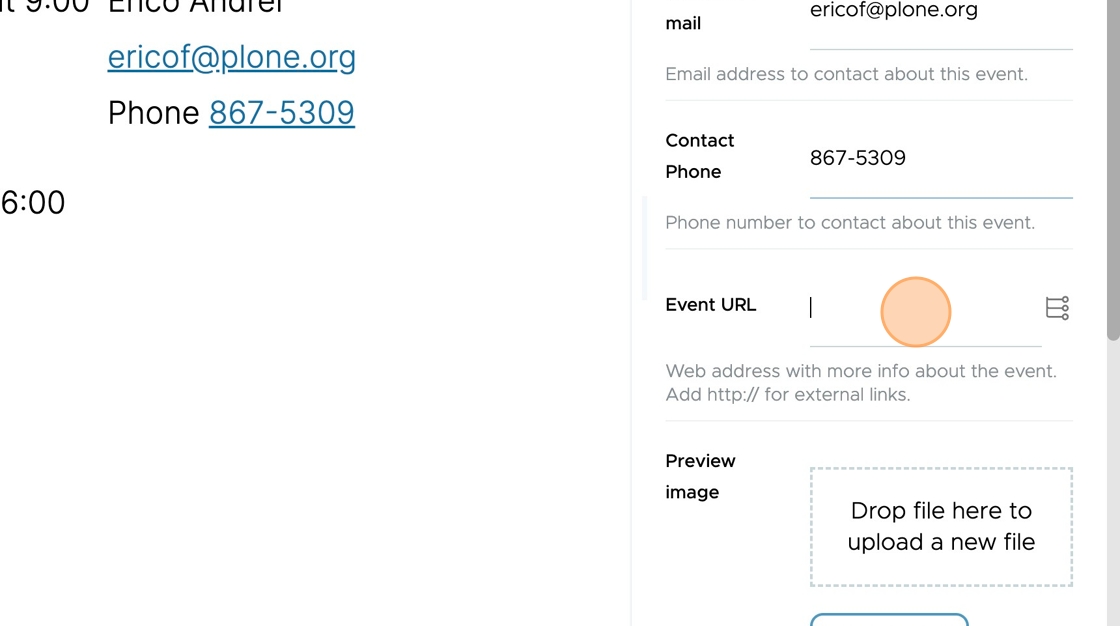 at 9:00 Érico Andrei
ericof@plone.org
Phone 867-5309
6:00
mail
ericof@plone.org
Email address to contact about this event.
Contact
Phone
867-5309
Phone number to contact about this event.
Event URL
Web address with more info about the event.
Add http:// for external links.
Preview
image
Drop file here to
upload a new file